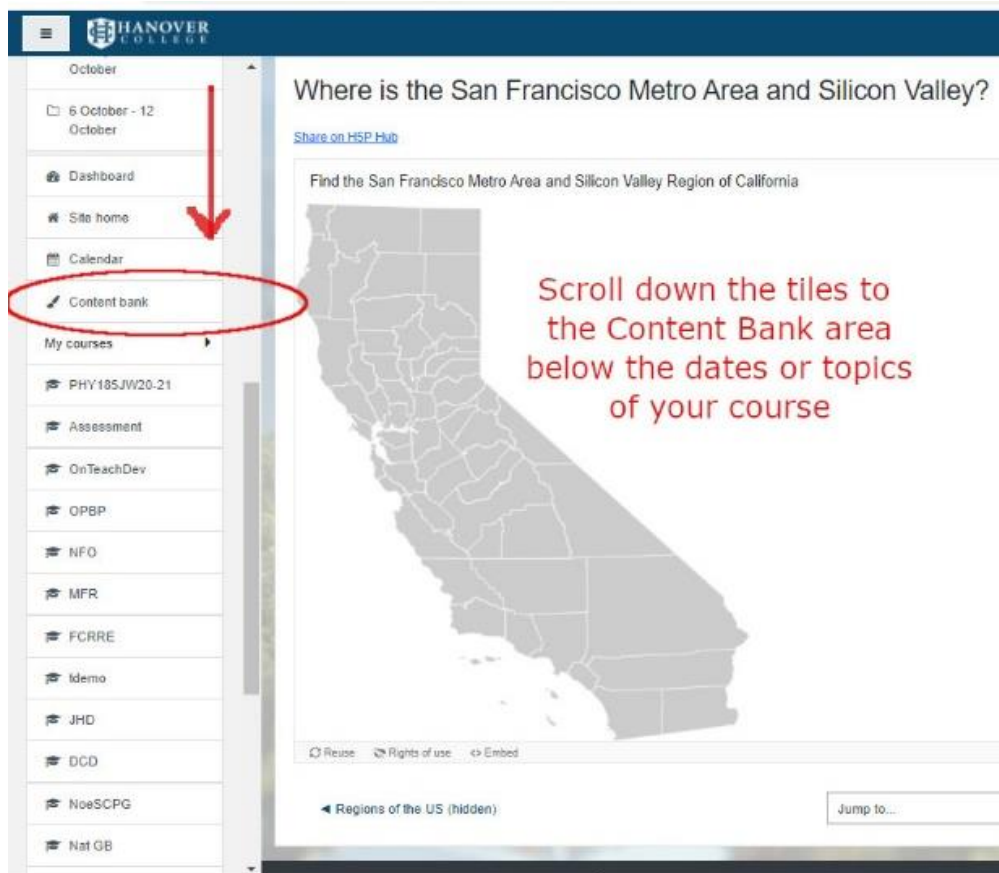 HANOVER
COLLEGE
October
6 October - 12
October
Dashboard
Site home
Calendar
Content bank
My courses
PHY185JW20-21
Assessment
OnTeachDev
OPBP
NFO
MFR
FCRRE
tdemo
JHD
DCD
NoeSCPG
Nat GB
Where is the San Francisco Metro Area and Silicon Valley?
Share on H5P Hub
Find the San Francisco Metro Area and Silicon Valley Region of California
Scroll down the tiles to
the Content Bank area
below the dates or topics
of your course
Reuse Rights of use <> Embed
◄ Regions of the US (hidden)
Jump to...